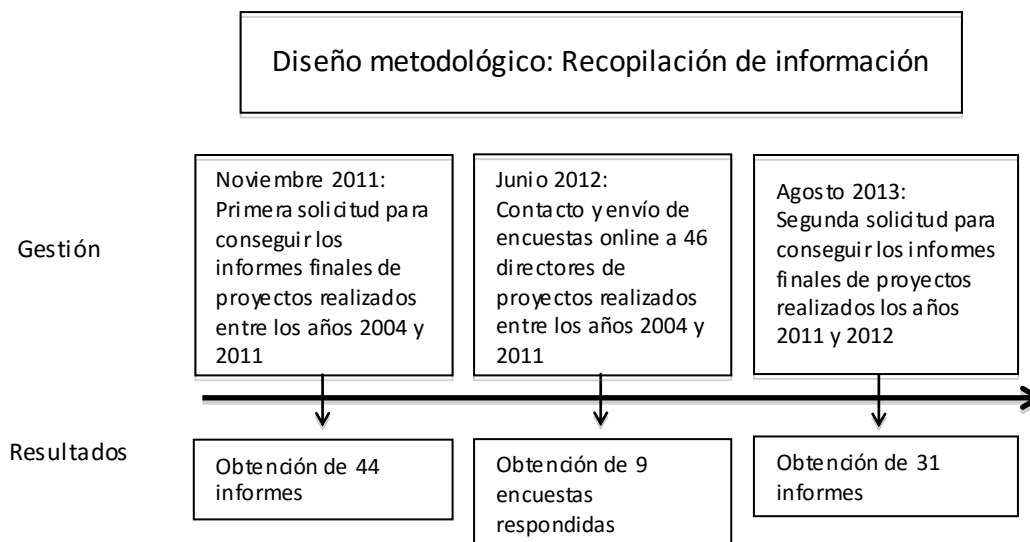 Diseño metodológico: Recopilación de información
Gestión
Noviembre 2011:
Primera solicitud para
conseguir los
informes finales de
proyectos realizados
entre los años 2004 y
2011
Junio 2012:
Contacto y envío de
encuestas online a 46
directores de
proyectos realizados
entre los años 2004 y
2011
Agosto 2013:
Segunda solicitud para
conseguir los informes
finales de proyectos
realizados los años
2011 y 2012
Resultados
Obtención de 44
informes
Obtención de 9
encuestas
respondidas
Obtención de 31
informes